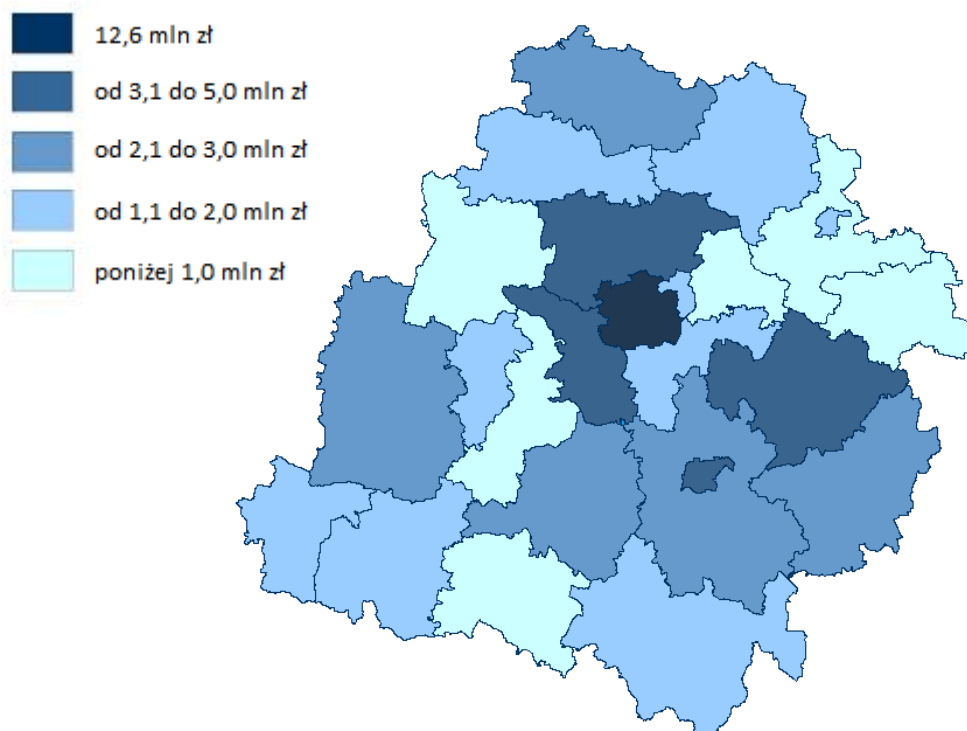 12,6 mln zł
od 3,1 do 5,0 mln zł
od 2,1 do 3,0 mln zł
od 1,1 do 2,0 mln zł
poniżej 1,0 mln zł